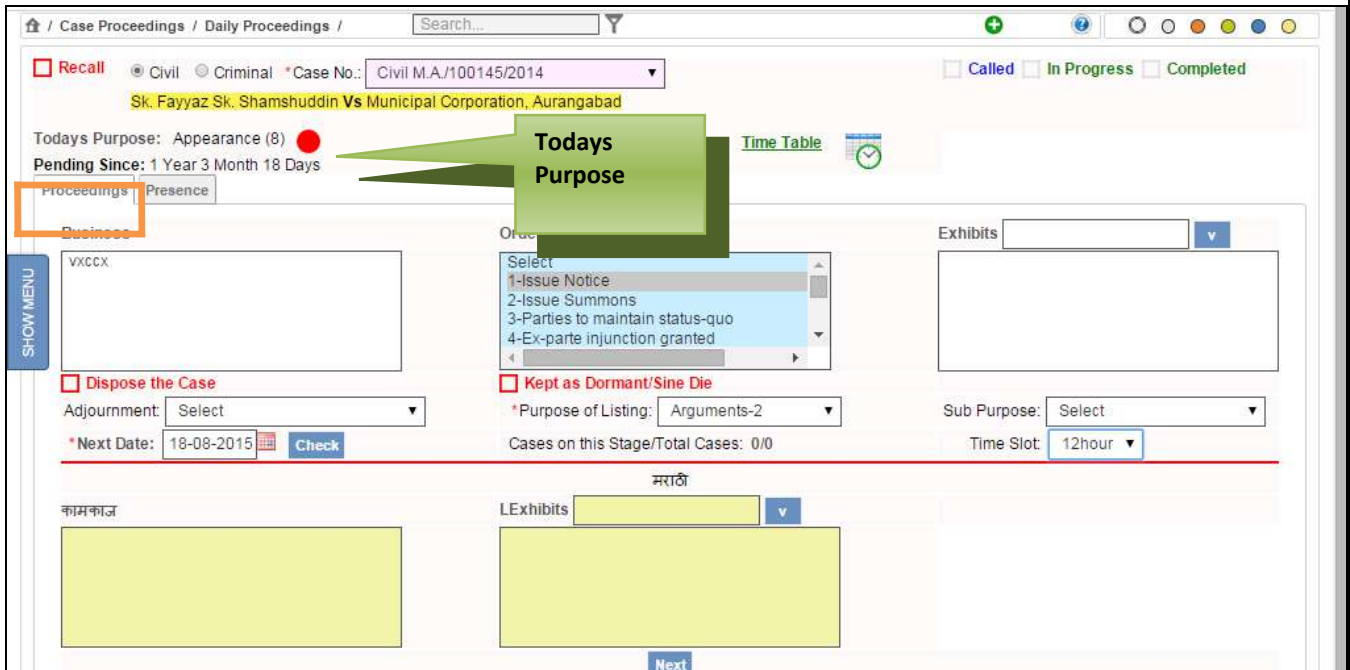 / Case Proceedings / Daily Proceedings / Search...
Recall Civil Criminal *Case No.: Civil M.A./100145/2014 Called In Progress Completed
Sk. Fayyaz Sk. Shamshuddin Vs Municipal Corporation, Aurangabad
Todays Purpose: Appearance (8) Time Table
Todays
Purpose
Pending Since: 1 Year 3 Month 18 Days
Proceedings Presence
Business Exhibits v
SHOW MENU
vxccx
Select
1-Issue Notice
2-Issue Summons
3-Parties to maintain status-quo
4-Ex-parte injunction granted
Dispose the Case Kept as Dormant/Sine Die
Adjournment: Select *Purpose of Listing: Arguments-2 Sub Purpose: Select
*Next Date: 18-08-2015 Check Cases on this Stage/Total Cases: 0/0 Time Slot: 12hour
मराठी
कामकाज LExhibits v
Next